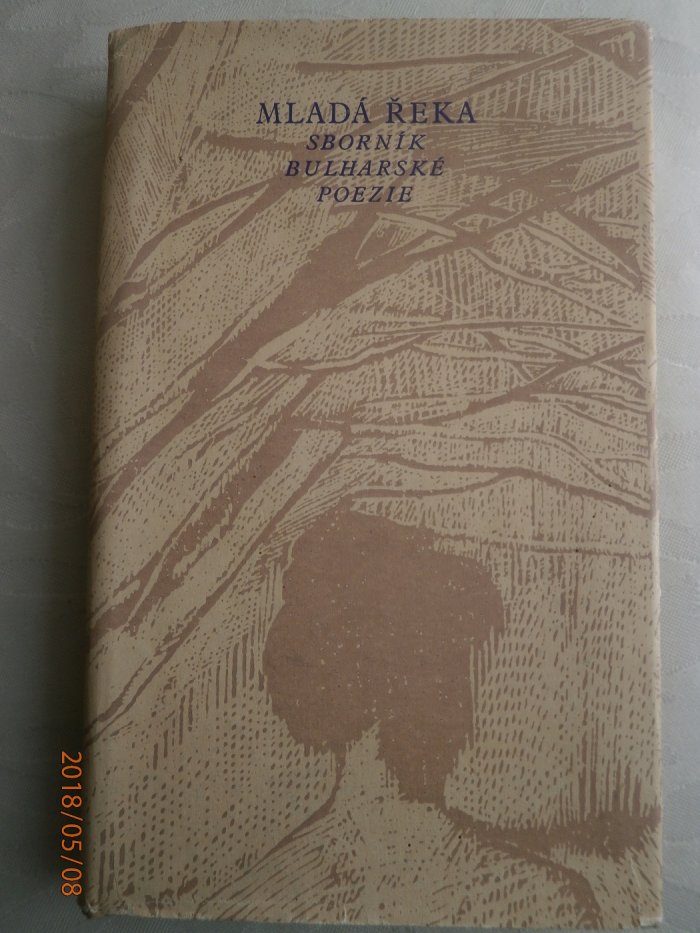 MLADÁ ŘEKA
SBORNÍK
BULHARSKÉ
POEZIE
2018/05/08